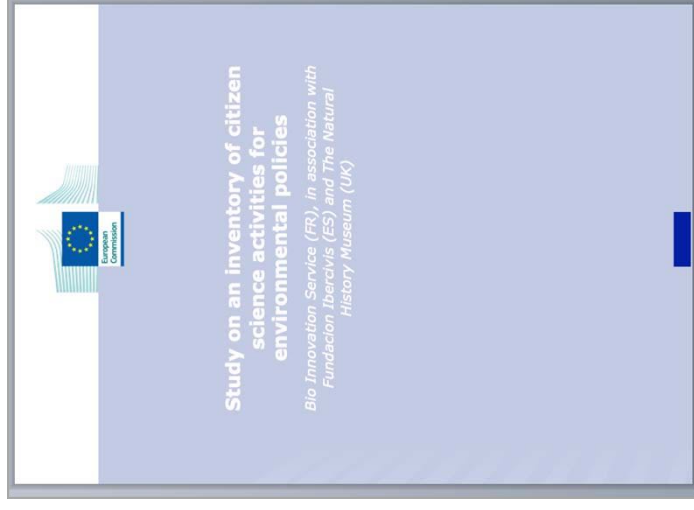 European
Commission
Study on an inventory of citizen
science activities for
environmental policies
Bio Innovation Service (FR), in association with
Fundacion Ibercivis (ES) and The Natural
History Museum (UK)